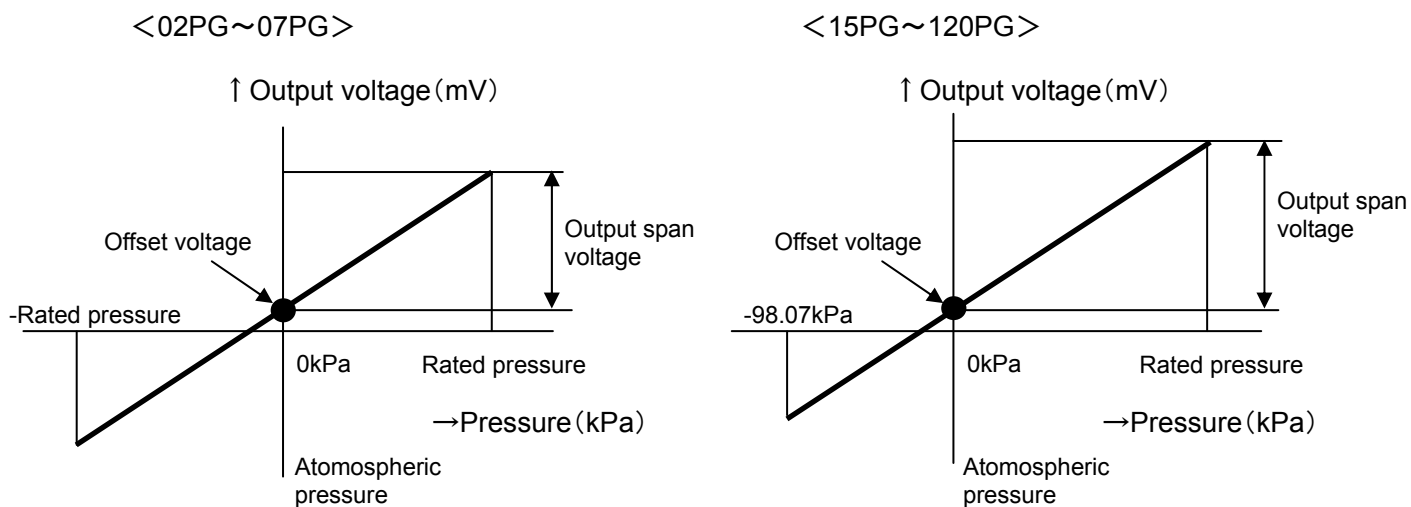 ＜02PG～07PG＞
↑ Output voltage（mV）
Offset voltage
Output span
voltage
-Rated pressure
0kPa
Rated pressure
→Pressure（kPa）
Atomospheric
pressure
＜15PG～120PG＞
↑ Output voltage（mV）
Offset voltage
Output span
voltage
-98.07kPa
0kPa
Rated pressure
→Pressure（kPa）
Atomospheric
pressure